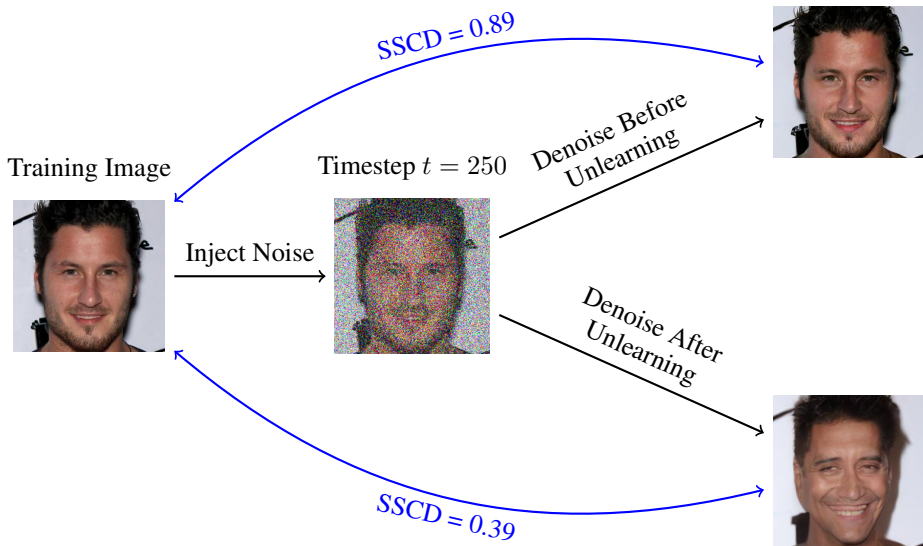 SSCD = 0.89
Denoise Before
Unlearning
Training Image
Timestep t = 250
Inject Noise
Denoise After
Unlearning
SSCD = 0.39